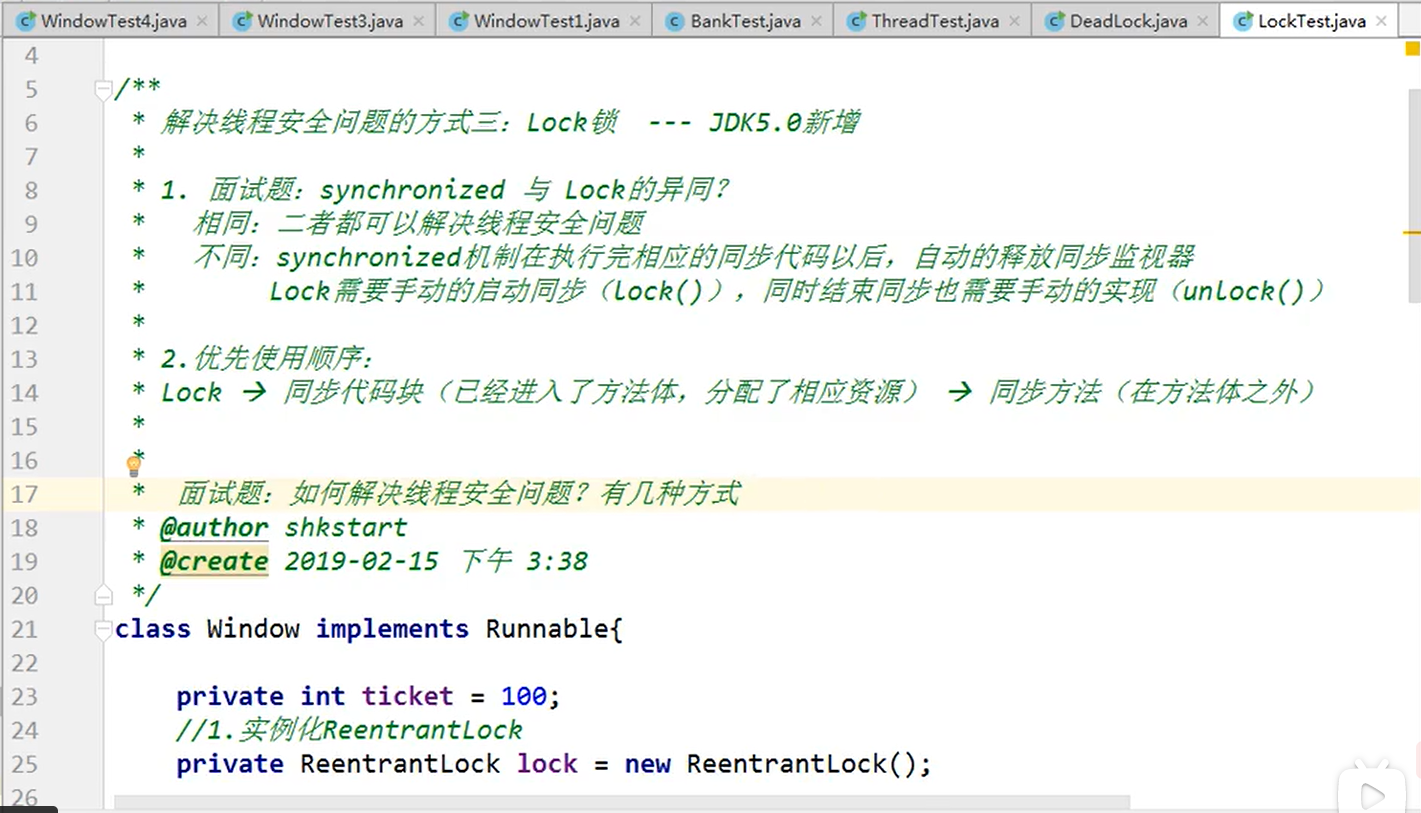 WindowTest4.java WindowTest3.java WindowTest1.java BankTest.java ThreadTest.java DeadLock.java LockTest.java
4
5 /**
6 * 解决线程安全问题的方式三：Lock锁 --- JDK5.0新增
7 *
8 * 1. 面试题：synchronized 与 Lock的异同？
9 * 相同：二者都可以解决线程安全问题
10 * 不同：synchronized机制在执行完相应的同步代码以后，自动的释放同步监视器
11 * Lock需要手动的启动同步（lock()），同时结束同步也需要手动的实现（unlock()）
12 *
13 * 2.优先使用顺序：
14 * Lock → 同步代码块（已经进入了方法体，分配了相应资源） → 同步方法（在方法体之外）
15 *
16 *
17 * 面试题：如何解决线程安全问题？有几种方式
18 * @author shkstart
19 * @create 2019-02-15 下午 3:38
20 */
21 class Window implements Runnable{
22
23 private int ticket = 100;
24 //1.实例化ReentrantLock
25 private ReentrantLock lock = new ReentrantLock();
26